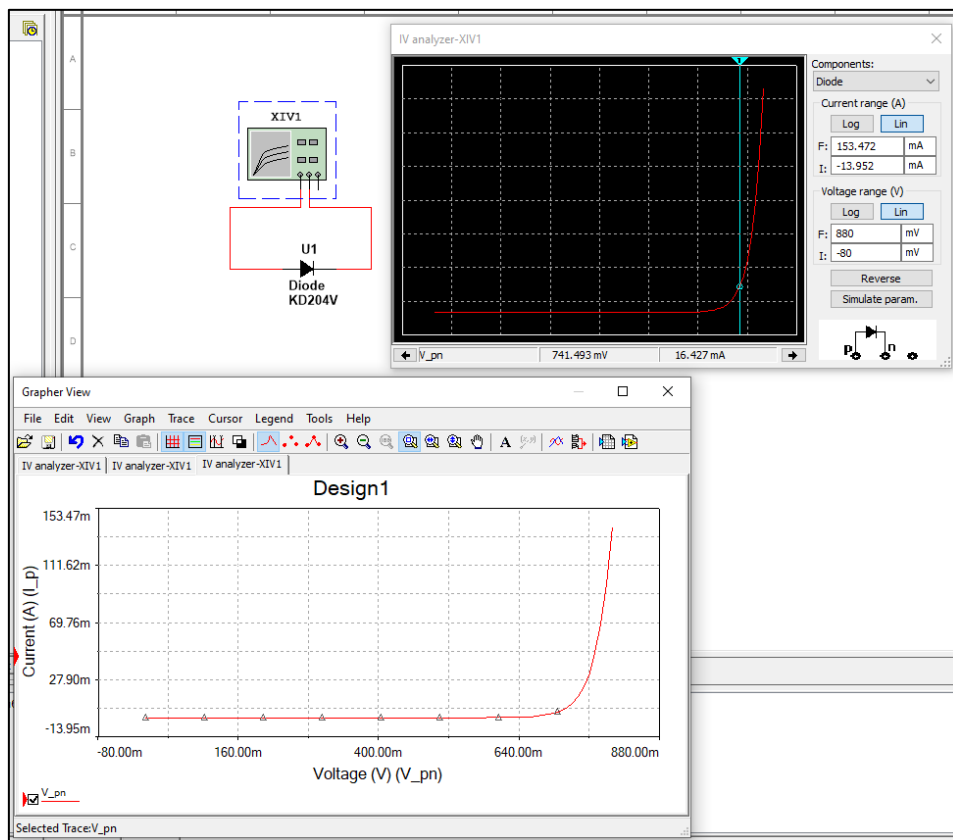 A
B
C
D
XIV1
U1
Diode
KD204V
IV analyzer-XIV1
1
V_pn
741.493 mV
16.427 mA
Components:
Diode
Current range (A)
Log Lin
F: 153.472 mA
I: -13.952 mA
Voltage range (V)
Log Lin
F: 880 mV
I: -80 mV
Reverse
Simulate param.
p n
Grapher View
File Edit View Graph Trace Cursor Legend Tools Help
A
IV analyzer-XIV1 IV analyzer-XIV1 IV analyzer-XIV1
Design1
153.47m
111.62m
69.76m
27.90m
-13.95m
Current (A) (I_p)
-80.00m 160.00m 400.00m 640.00m 880.00m
Voltage (V) (V_pn)
V_pn
Selected Trace:V_pn